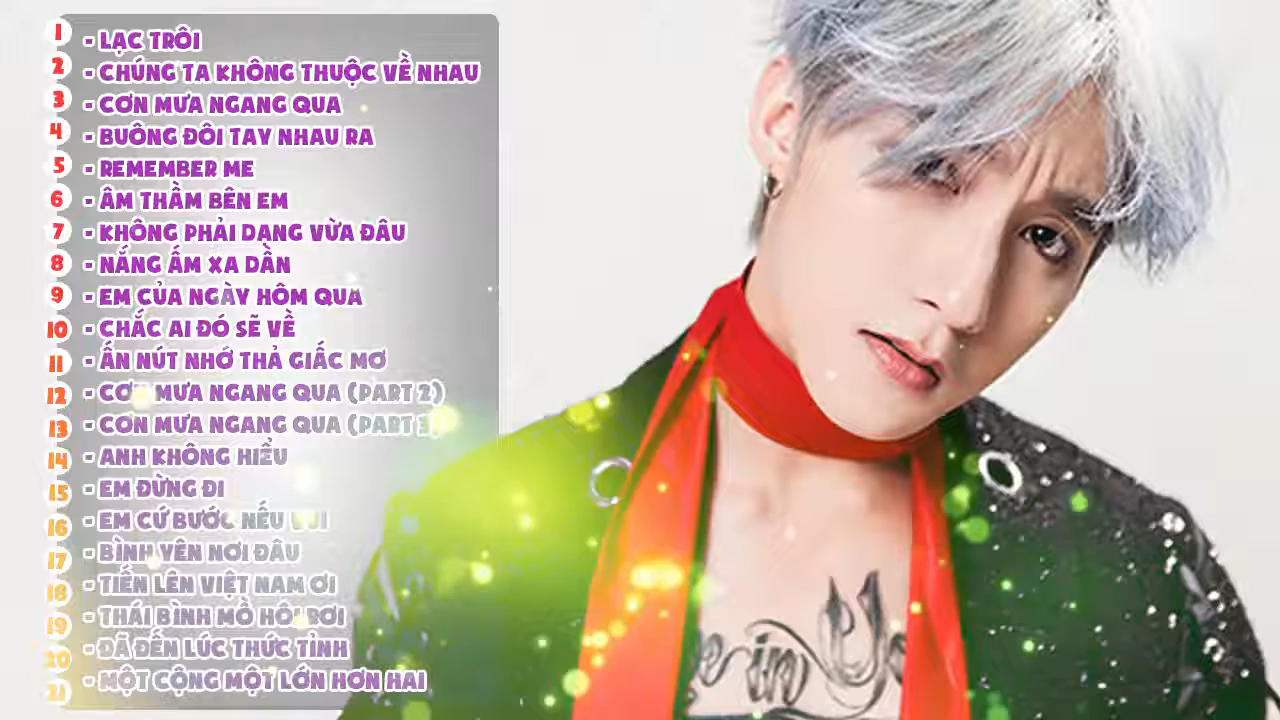 1 - LẠC TRÔI
2 - CHÚNG TA KHÔNG THUỘC VỀ NHAU
3 - CƠN MƯA NGANG QUA
4 - BUÔNG ĐÔI TAY NHAU RA
5 - REMEMBER ME
6 - ÂM THẦM BÊN EM
7 - KHÔNG PHẢI DẠNG VỪA ĐÂU
8 - NẮNG ẤM XA DẦN
9 - EM CỦA NGÀY HÔM QUA
10 - CHẮC AI ĐÓ SẼ VỀ
11 - ẤN NÚT NHỚ THẢ GIẤC MƠ
12 - CƠN MƯA NGANG QUA (PART 2)
13 - CƠN MƯA NGANG QUA (PART 3)
14 - ANH KHÔNG HIỂU
15 - EM ĐỪNG ĐI
16 - EM CỨ BƯỚC NẾU VUI
17 - BÌNH YÊN NƠI ĐÂU
18 - TIẾN LÊN VIỆT NAM ƠI
19 - THÁI BÌNH MỒ HÔI RƠI
20 - ĐÃ ĐẾN LÚC THỨC TỈNH
21 - MỘT CỘNG MỘT LỚN HƠN HAI
in